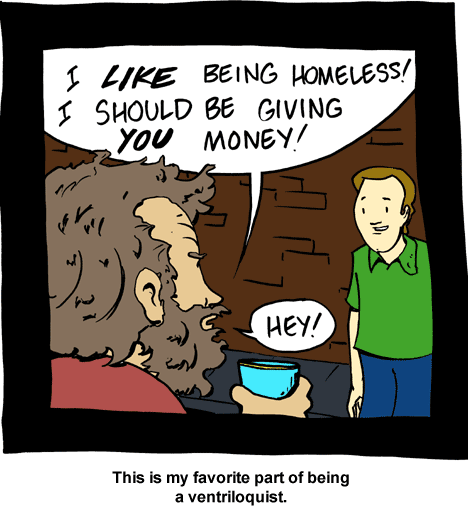 I LIKE BEING HOMELESS!
I SHOULD BE GIVING
YOU MONEY!
HEY!
This is my favorite part of being
a ventriloquist.